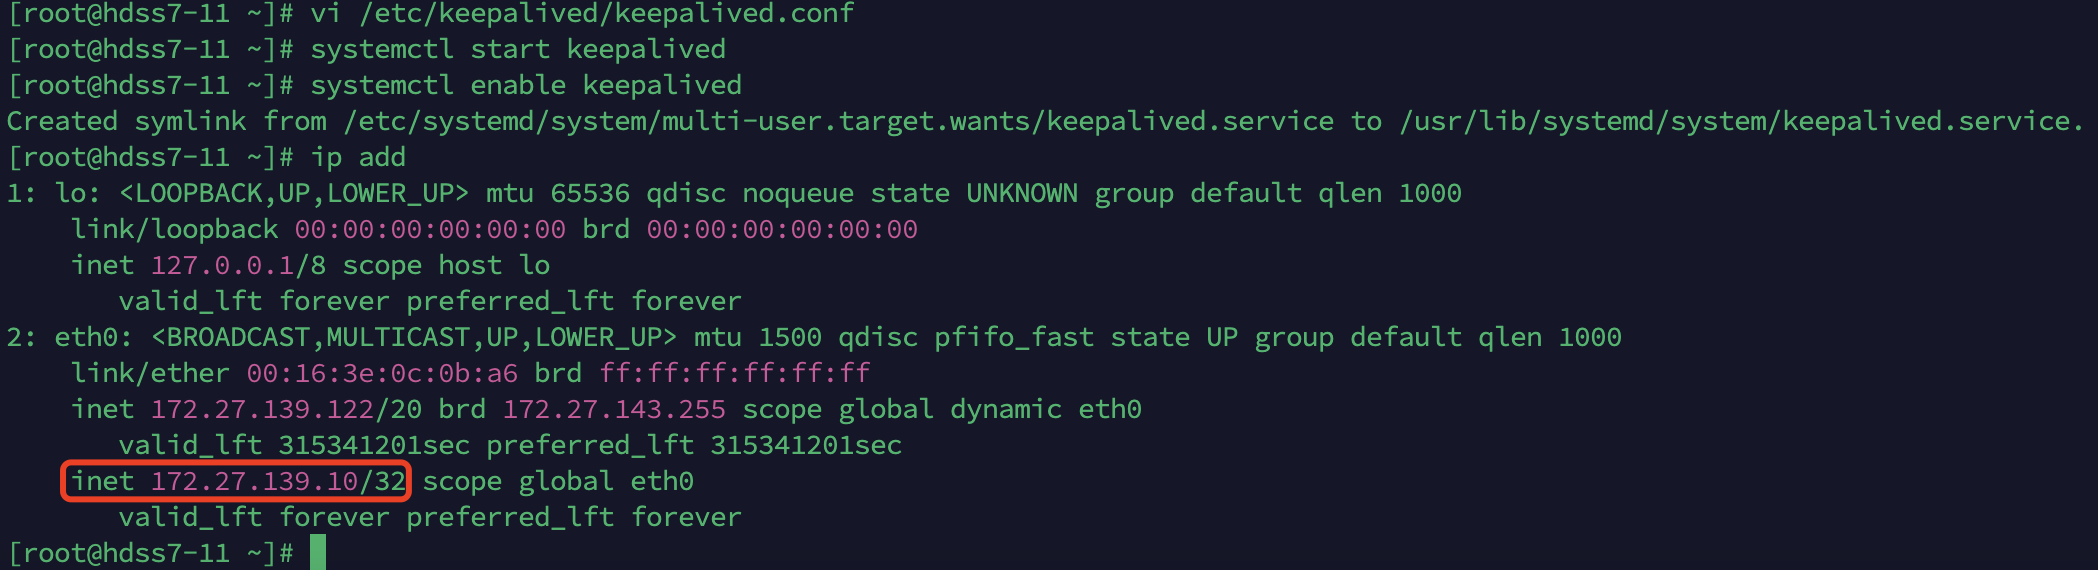 [root@hdss7-11 ~]# vi /etc/keepalived/keepalived.conf
[root@hdss7-11 ~]# systemctl start keepalived
[root@hdss7-11 ~]# systemctl enable keepalived
Created symlink from /etc/systemd/system/multi-user.target.wants/keepalived.service to /usr/lib/systemd/system/keepalived.service.
[root@hdss7-11 ~]# ip add
1: lo: <LOOPBACK,UP,LOWER_UP> mtu 65536 qdisc noqueue state UNKNOWN group default qlen 1000
    link/loopback 00:00:00:00:00:00 brd 00:00:00:00:00:00
    inet 127.0.0.1/8 scope host lo
       valid_lft forever preferred_lft forever
2: eth0: <BROADCAST,MULTICAST,UP,LOWER_UP> mtu 1500 qdisc pfifo_fast state UP group default qlen 1000
    link/ether 00:16:3e:0c:0b:a6 brd ff:ff:ff:ff:ff:ff
    inet 172.27.139.122/20 brd 172.27.143.255 scope global dynamic eth0
       valid_lft 315341201sec preferred_lft 315341201sec
    inet 172.27.139.10/32 scope global eth0
       valid_lft forever preferred_lft forever
[root@hdss7-11 ~]#